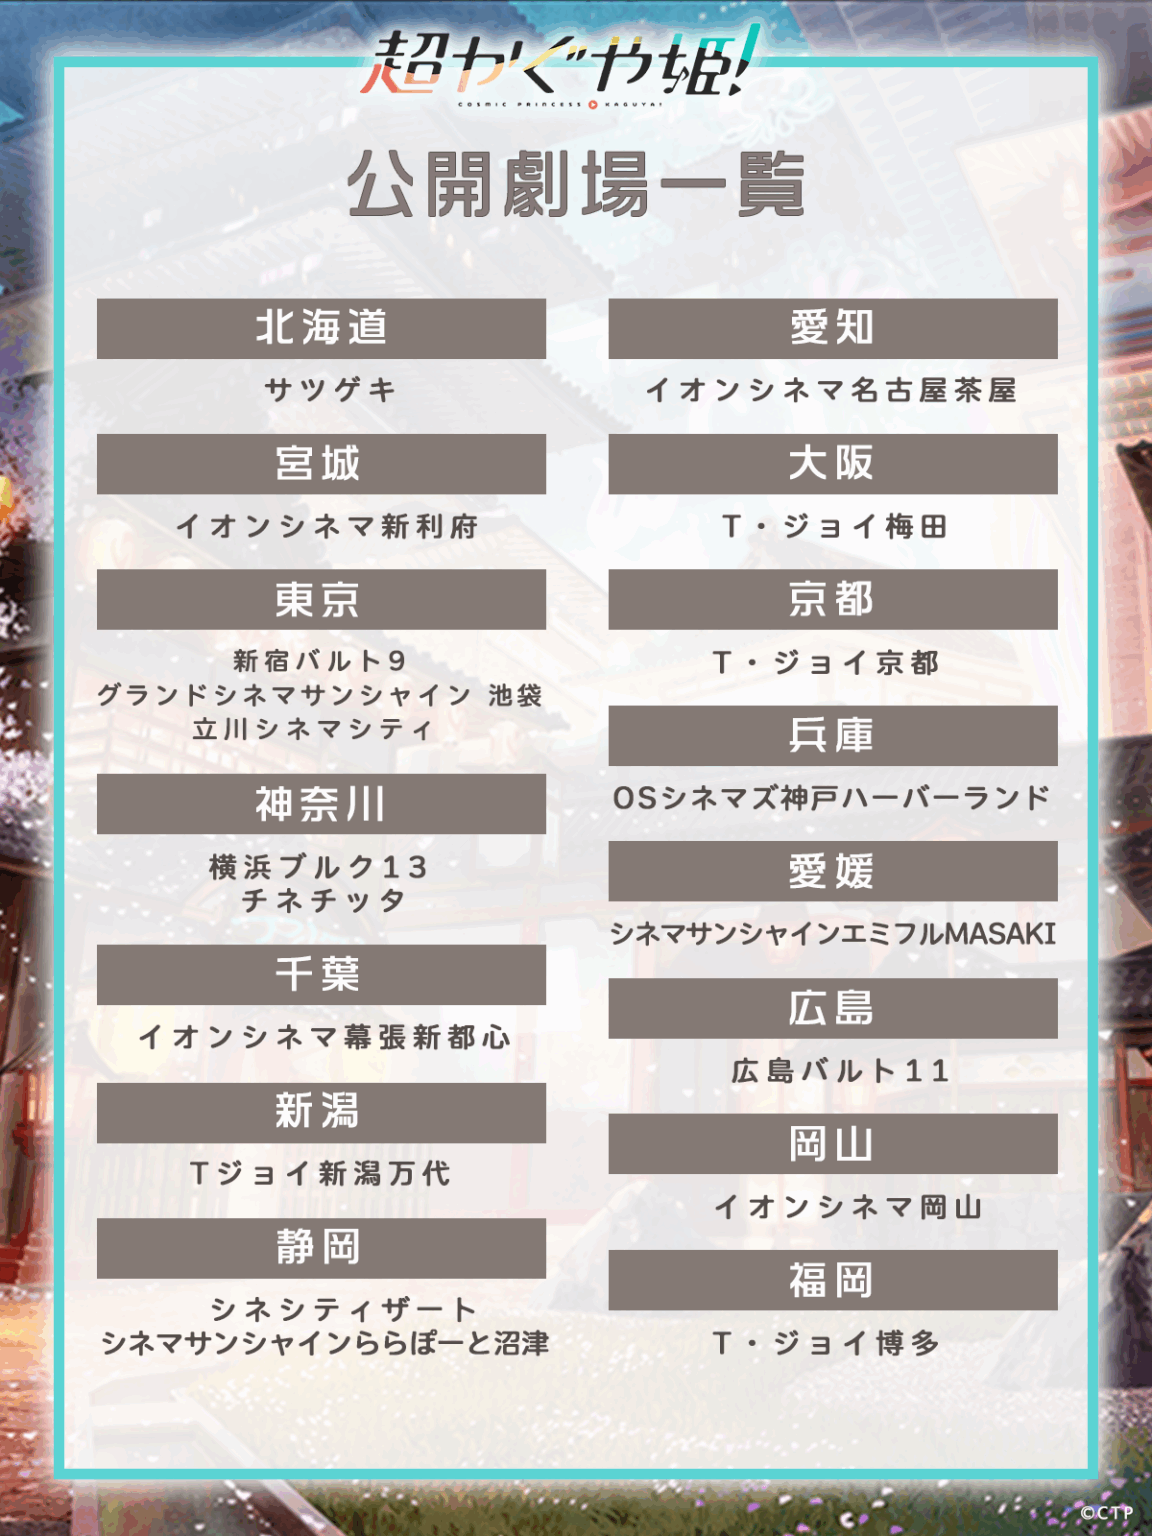 超かぐや姫!
COSMIC PRINCESS KAGUYA!
公開劇場一覧
北海道
サツゲキ
宮城
イオンシネマ新利府
東京
新宿バルト9
グランドシネマサンシャイン 池袋
立川シネマシティ
神奈川
横浜ブルク13
チネチッタ
千葉
イオンシネマ幕張新都心
新潟
Tジョイ新潟万代
静岡
シネシティザート
シネマサンシャインららぽーと沼津
愛知
イオンシネマ名古屋茶屋
大阪
T・ジョイ梅田
京都
T・ジョイ京都
兵庫
OSシネマズ神戸ハーバーランド
愛媛
シネマサンシャインエミフルMASAKI
広島
広島バルト11
岡山
イオンシネマ岡山
福岡
T・ジョイ博多
©CTP